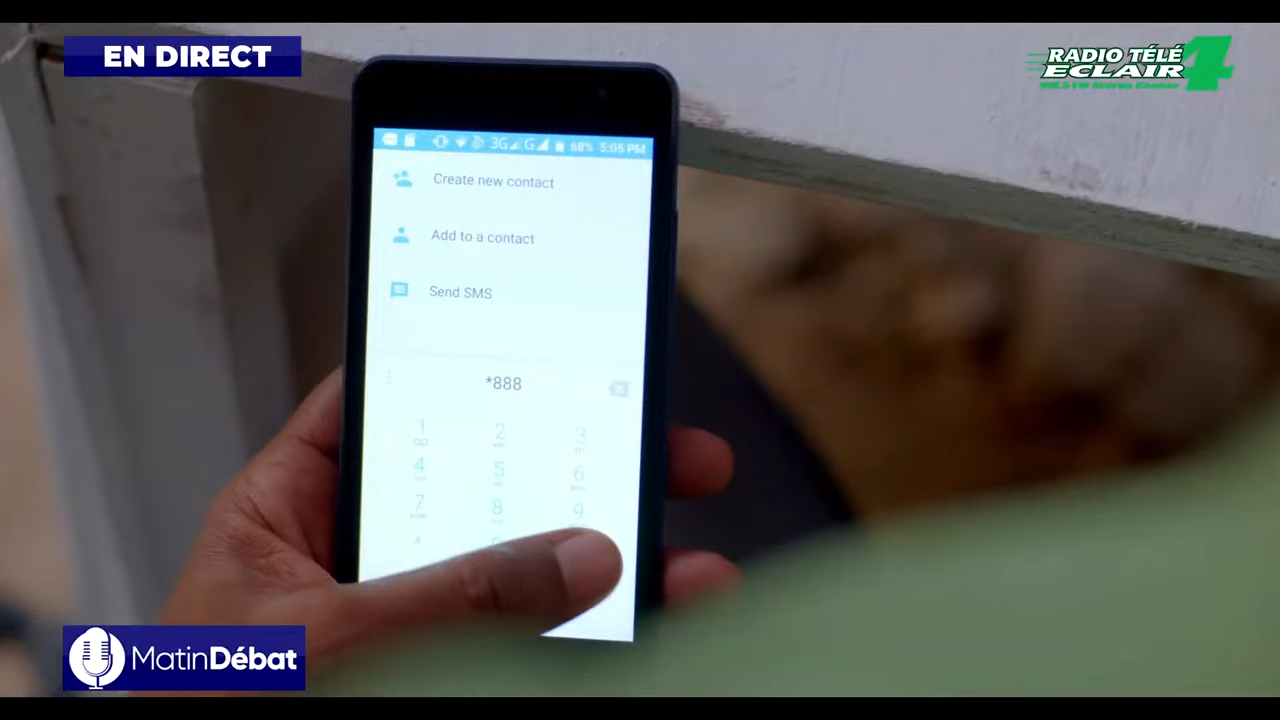 EN DIRECT
RADIO TÉLÉ
ECLAIR 4
3G G 68% 5:05 PM
Create new contact
Add to a contact
Send SMS
*888
1 2 3
4 5 6
7 8 9
MatinDébat